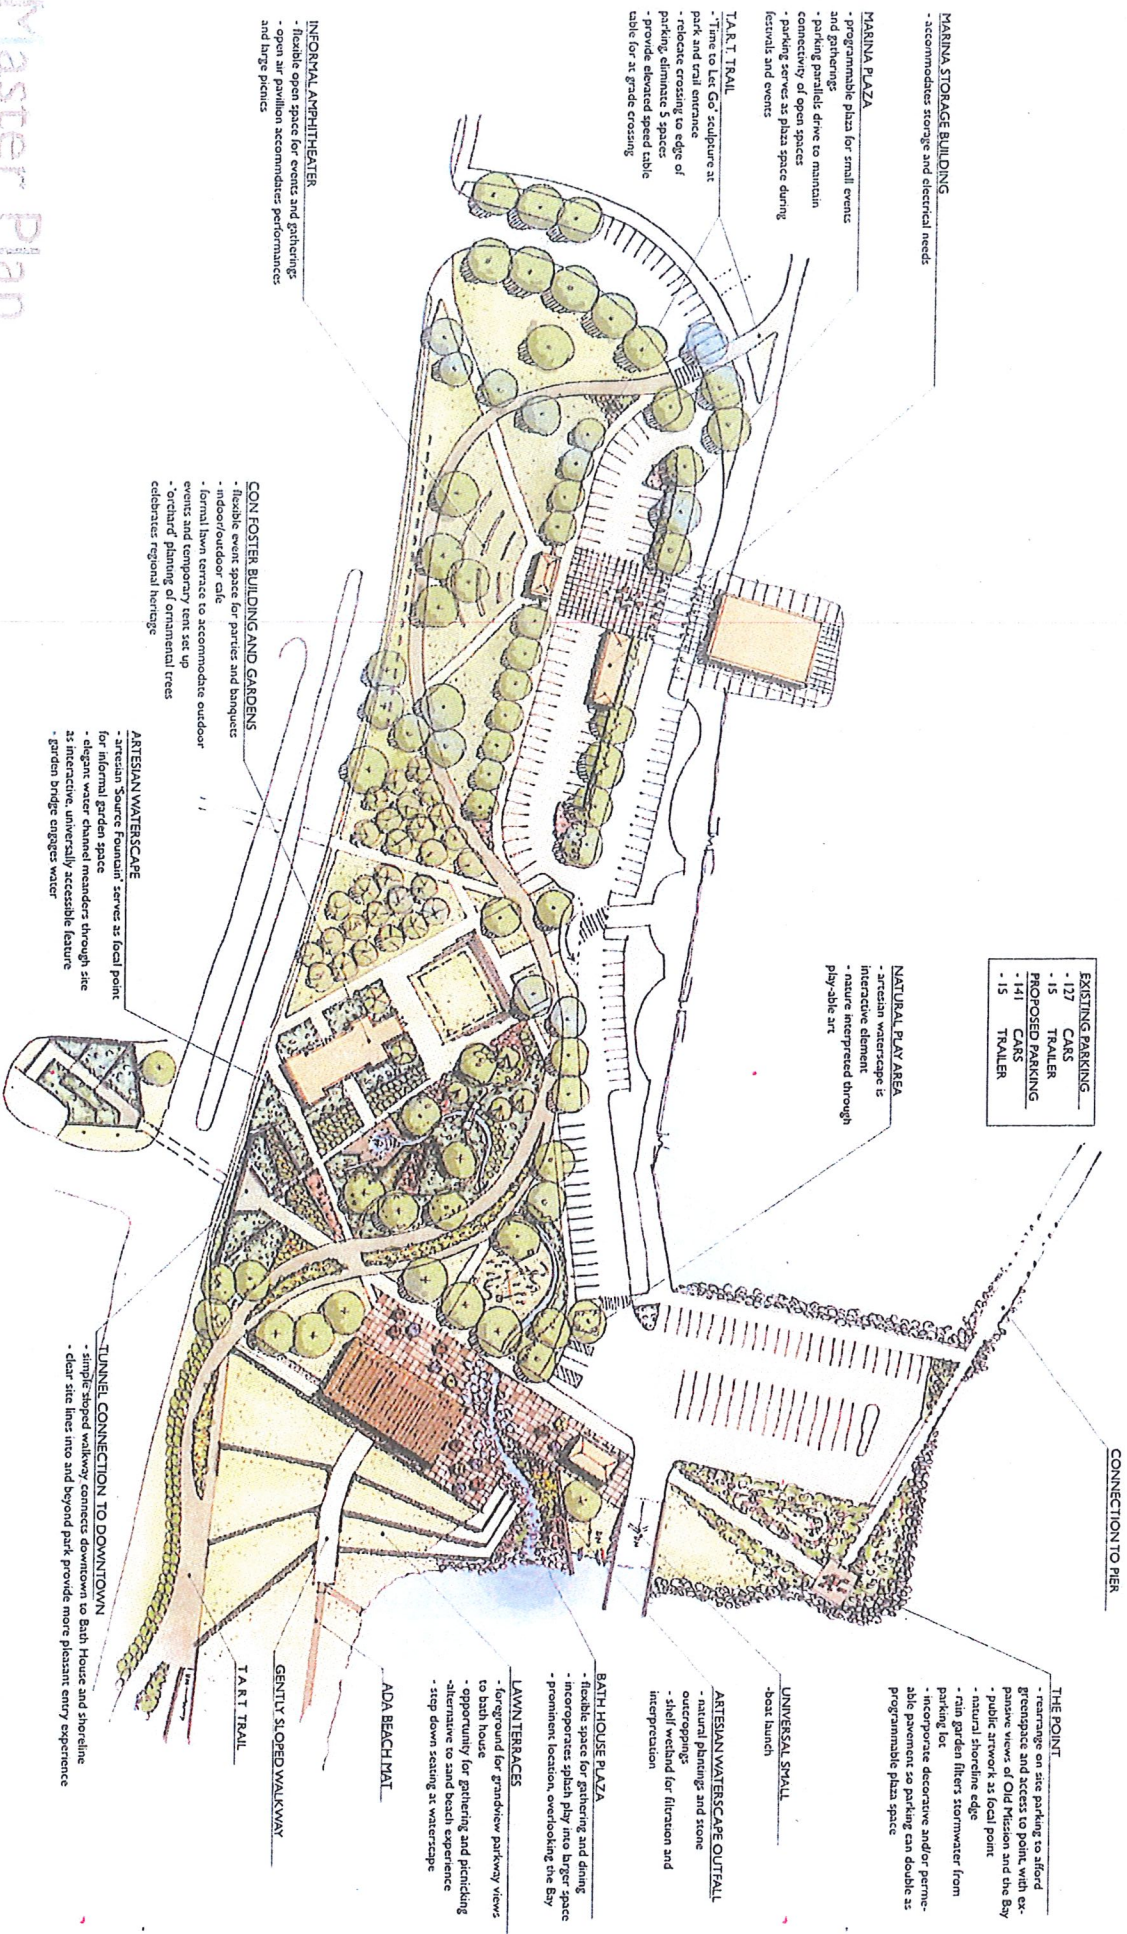 Master Plan
MARINA STORAGE BUILDING
- accommodates storage and electrical needs
MARINA PLAZA
- programmable plaza for small events
and gatherings
- parking parallels drive to maintain
connectivity of open spaces
- parking serves as plaza space during
festivals and events
T.A.R.T. TRAIL
- 'Time to Let Go' sculpture at
park and trail entrance
- relocate crossing to edge of
parking, eliminate 5 spaces
- provide elevated speed table
table for at grade crossing
INFORMAL AMPHITHEATER
- flexible open space for events and gatherings
- open air pavillion accommdates performances
and large picnics
CON FOSTER BUILDING AND GARDENS
- flexible event space for parties and banquets
- indoor/outdoor cafe
- formal lawn terrace to accommodate outdoor
events and temporary tent set up
- 'orchard' planting of ornamental trees
celebrates regional heritage
ARTESIAN WATERSCAPE
- artesian 'Source Fountain' serves as focal point
for informal garden space
- elegant water channel meanders through site
as interactive, universally accessible feature
- garden bridge engages water
EXISTING PARKING
- 127 CARS
- 15 TRAILER
PROPOSED PARKING
- 141 CARS
- 15 TRAILER
NATURAL PLAY AREA
- artesian waterscape is
interactive element
- nature interpreted through
play-able art
TUNNEL CONNECTION TO DOWNTOWN
- simple sloped walkway connects downtown to Bath House and shoreline
- clear site lines into and beyond park provide more pleasant entry experience
CONNECTION TO PIER
THE POINT
- rearrange on site parking to afford
greenspace and access to point, with ex-
pansive views of Old Mission and the Bay
- public artwork as focal point
- natural shoreline edge
- rain garden filters stormwater from
parking lot
- incorporate decorative and/or perme-
able pavement so parking can double as
programmable plaza space
UNIVERSAL SMALL
-boat launch
ARTESIAN WATERSCAPE OUTFALL
- natural plantings and stone
outcroppings
- shelf wetland for filtration and
interpretation
BATH HOUSE PLAZA
- flexible space for gathering and dining
- incoroporates splash play into larger space
- prominent location, overlooking the Bay
LAWN TERRACES
- foreground for grandview parkway views
to bath house
- opportunity for gathering and picnicking
-alternative to sand beach experience
- step down seating at waterscape
ADA BEACH MAT
GENTLY SLOPED WALKWAY
T.A.R.T. TRAIL